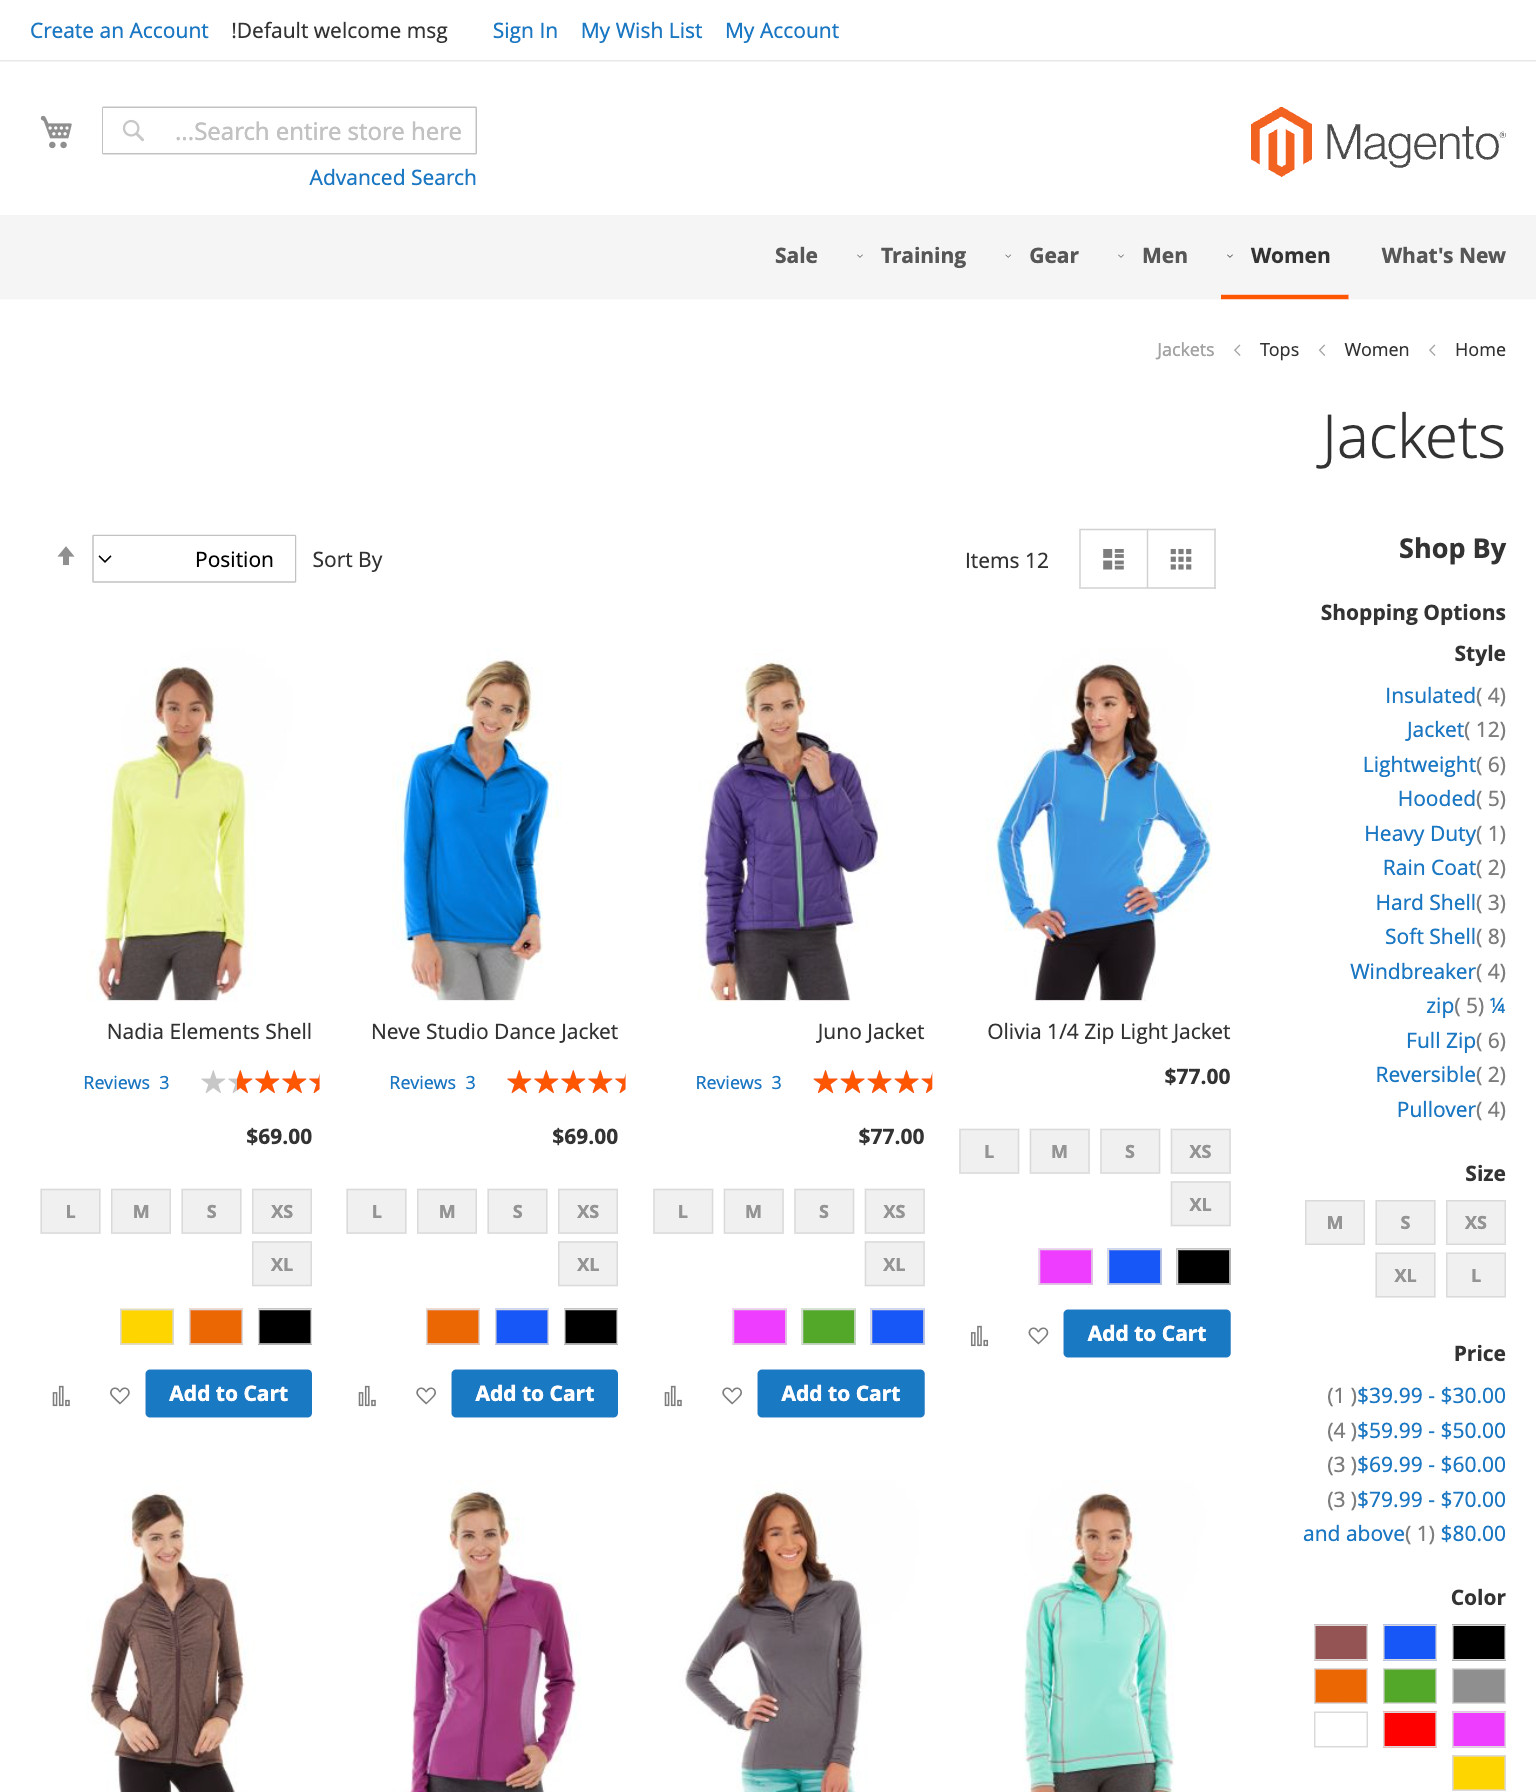 Create an Account !Default welcome msg Sign In My Wish List My Account
...Search entire store here
Advanced Search
Magento®
Sale Training Gear Men Women What's New
Jackets Tops Women Home
Jackets
Position Sort By
Items 12
Shop By
Shopping Options
Style
Insulated( 4)
Jacket( 12)
Lightweight( 6)
Hooded( 5)
Heavy Duty( 1)
Rain Coat( 2)
Hard Shell( 3)
Soft Shell( 8)
Windbreaker( 4)
zip( 5) ¼
Full Zip( 6)
Reversible( 2)
Pullover( 4)
Size
M S XS
XL L
Price
(1 )$39.99 - $30.00
(4 )$59.99 - $50.00
(3 )$69.99 - $60.00
(3 )$79.99 - $70.00
and above( 1) $80.00
Color
Nadia Elements Shell
Reviews 3
$69.00
L M S XS
XL
Add to Cart
Neve Studio Dance Jacket
Reviews 3
$69.00
L M S XS
XL
Add to Cart
Juno Jacket
Reviews 3
$77.00
L M S XS
XL
Add to Cart
Olivia 1/4 Zip Light Jacket
$77.00
L M S XS
XL
Add to Cart